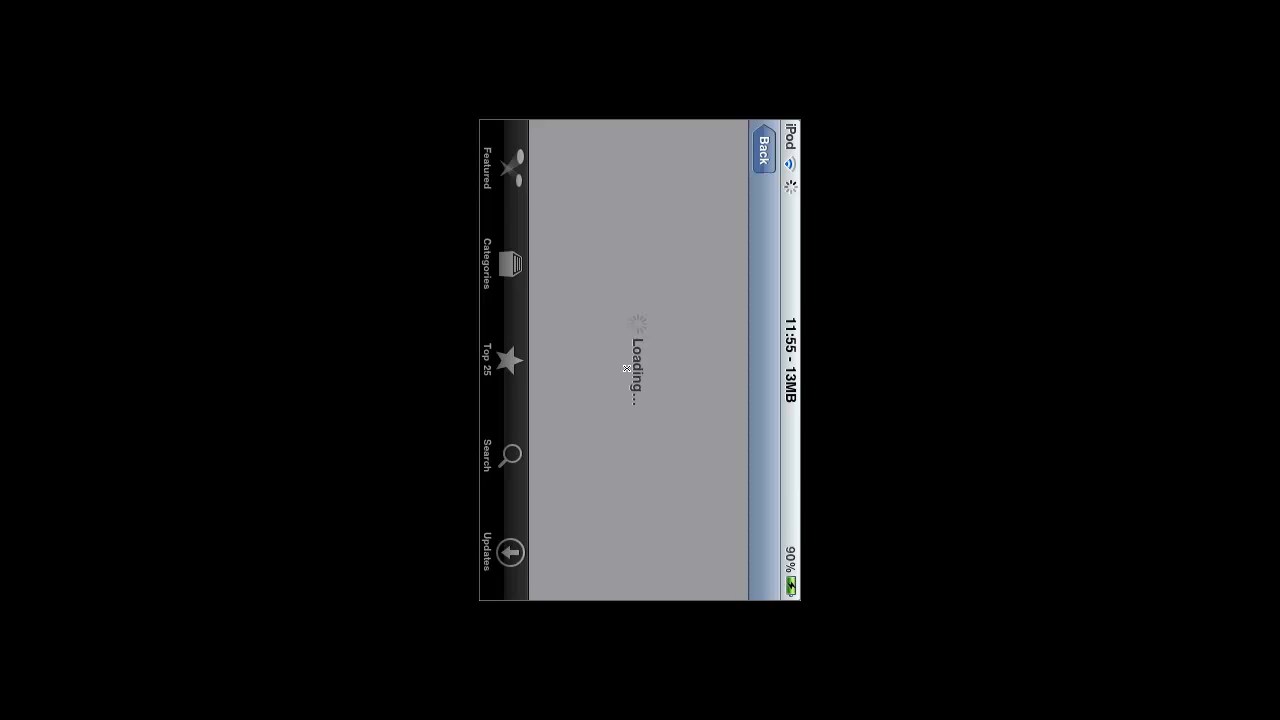 iPod 11:55 - 13MB 90%
Back
Loading...
Featured Categories Top 25 Search Updates